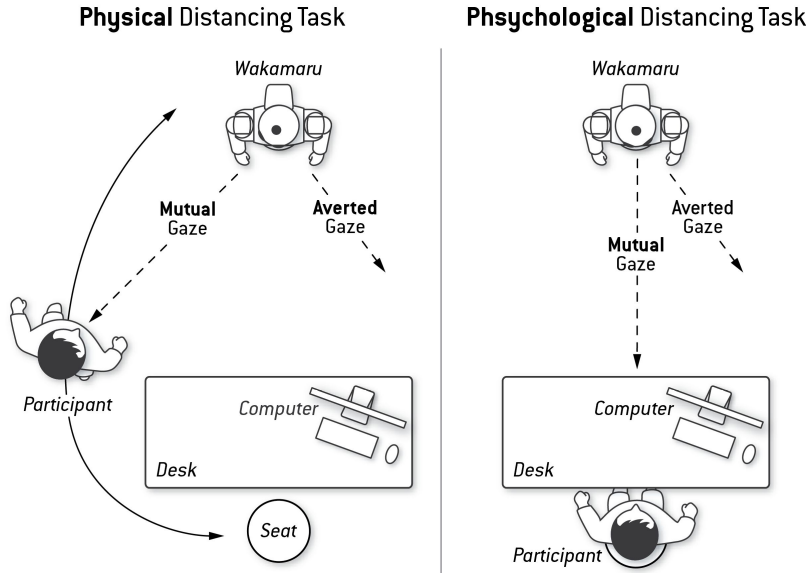 Physical Distancing Task
Wakamaru
Mutual
Gaze
Averted
Gaze
Participant
Computer
Desk
Seat
Phsychological Distancing Task
Wakamaru
Averted
Gaze
Mutual
Gaze
Computer
Desk
Participant